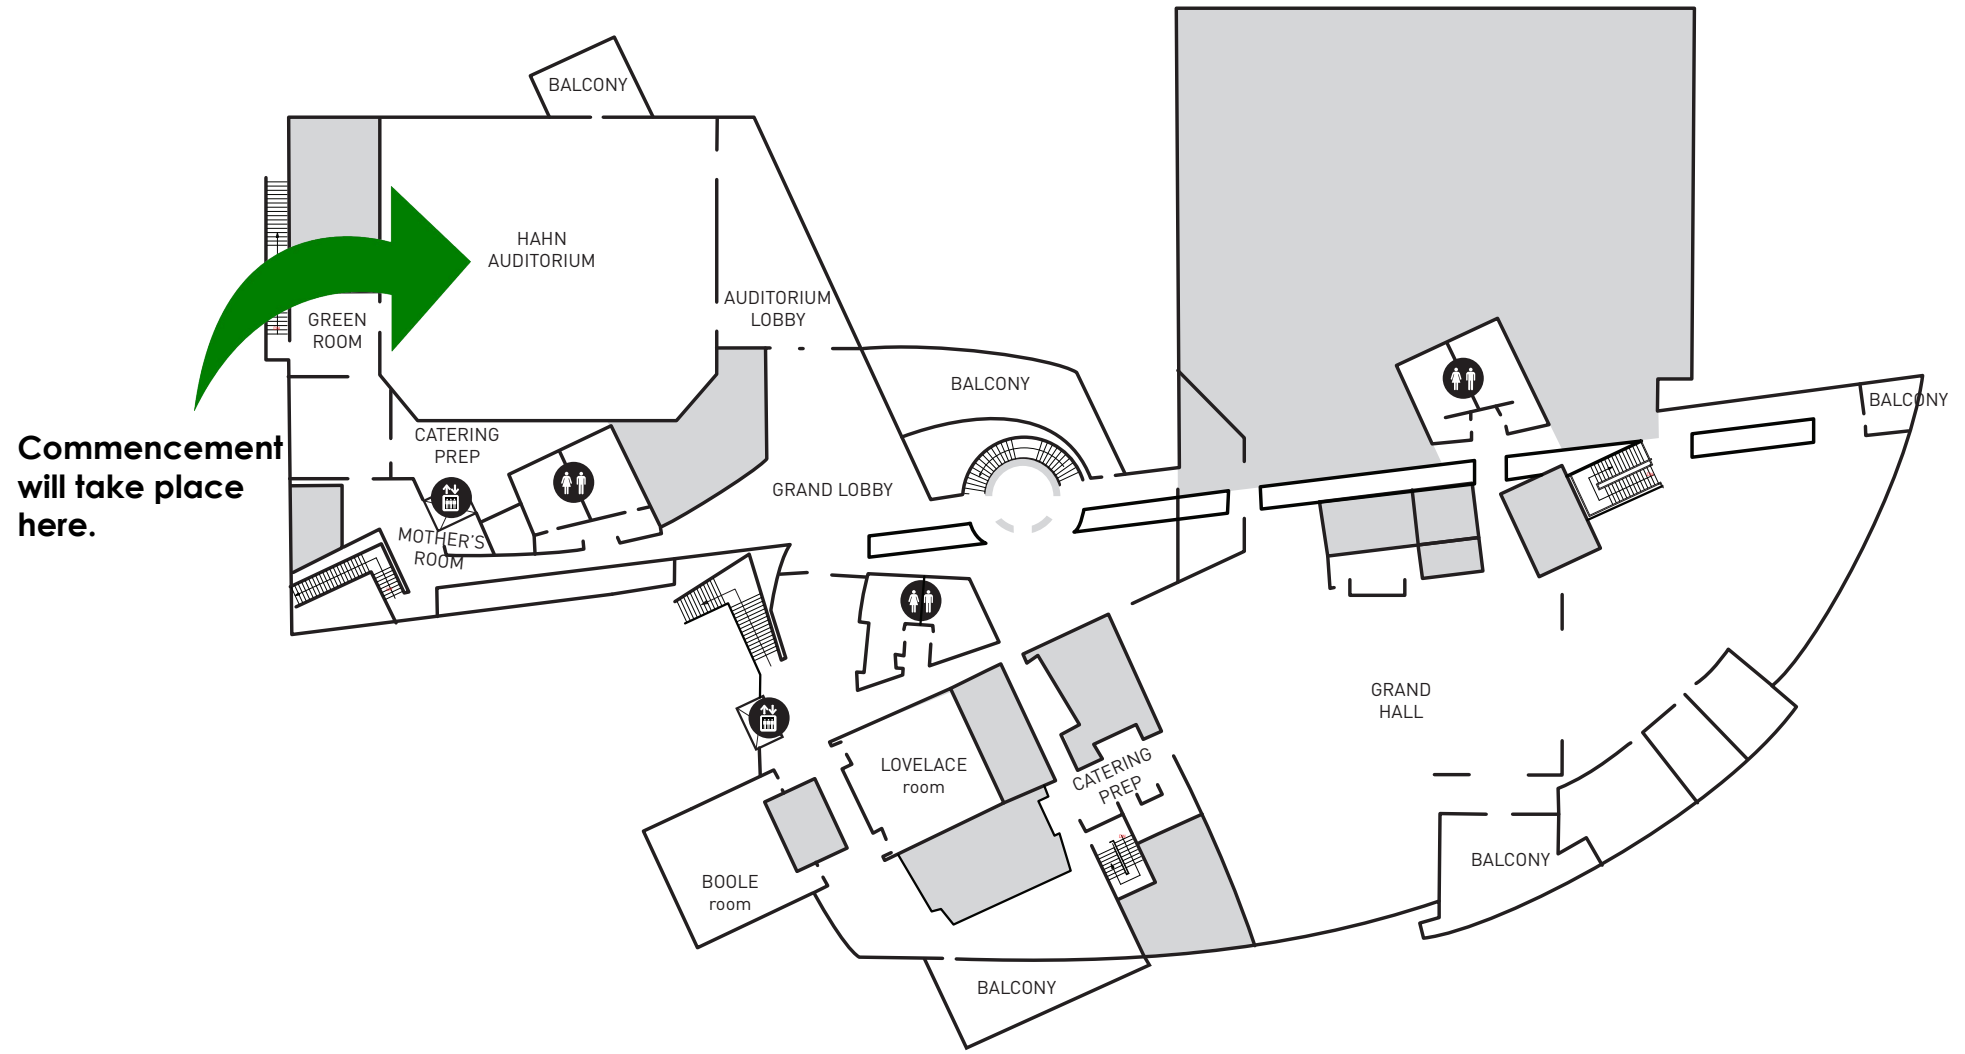 BALCONY
HAHN
AUDITORIUM
AUDITORIUM
LOBBY
GREEN
ROOM
BALCONY
BALCONY
CATERING
PREP
Commencement
will take place
here.
GRAND LOBBY
MOTHER'S
ROOM
GRAND
HALL
LOVELACE
room
CATERING
PREP
BALCONY
BOOLE
room
BALCONY